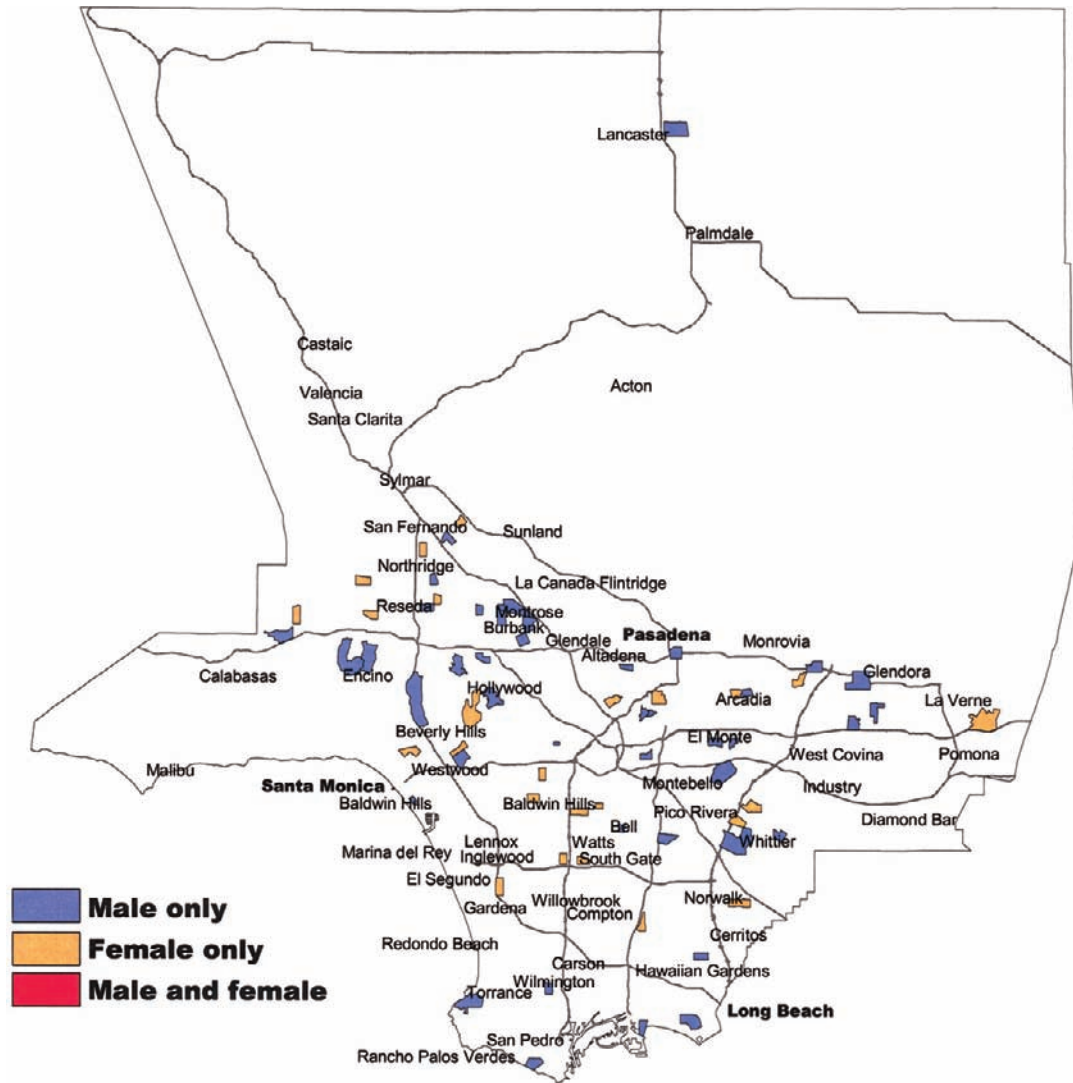 Lancaster
Palmdale
Castaic
Acton
Valencia
Santa Clarita
Sylmar
San Fernando
Sunland
Northridge
La Canada Flintridge
Reseda
Montrose
Burbank
Glendale
Pasadena
Monrovia
Altadena
Calabasas
Encino
Glendora
Hollywood
Arcadia
La Verne
Beverly Hills
El Monte
West Covina
Pomona
Malibu
Westwood
Santa Monica
Montebello
Industry
Baldwin Hills
Baldwin Hills
Pico Rivera
Diamond Bar
Bell
Marina del Rey
Lennox
Watts
Whittier
Inglewood
South Gate
El Segundo
Gardena
Willowbrook
Compton
Norwalk
Male only
Redondo Beach
Cerritos
Female only
Carson
Hawaiian Gardens
Wilmington
Male and female
Torrance
Long Beach
San Pedro
Rancho Palos Verdes